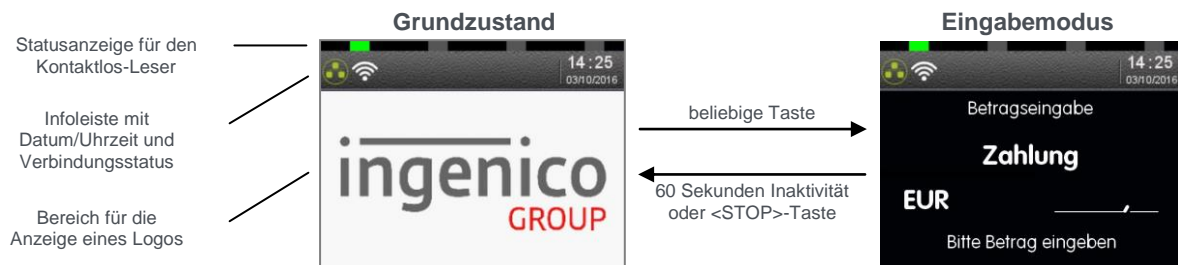 Grundzustand
Eingabemodus
Statusanzeige für den
Kontaktlos-Leser
14:25
03/10/2016
14:25
03/10/2016
Infoleiste mit
Datum/Uhrzeit und
Verbindungsstatus
beliebige Taste
Betragseingabe
Zahlung
ingenico
GROUP
60 Sekunden Inaktivität
oder <STOP>-Taste
EUR ______,__
Bereich für die
Anzeige eines Logos
Bitte Betrag eingeben